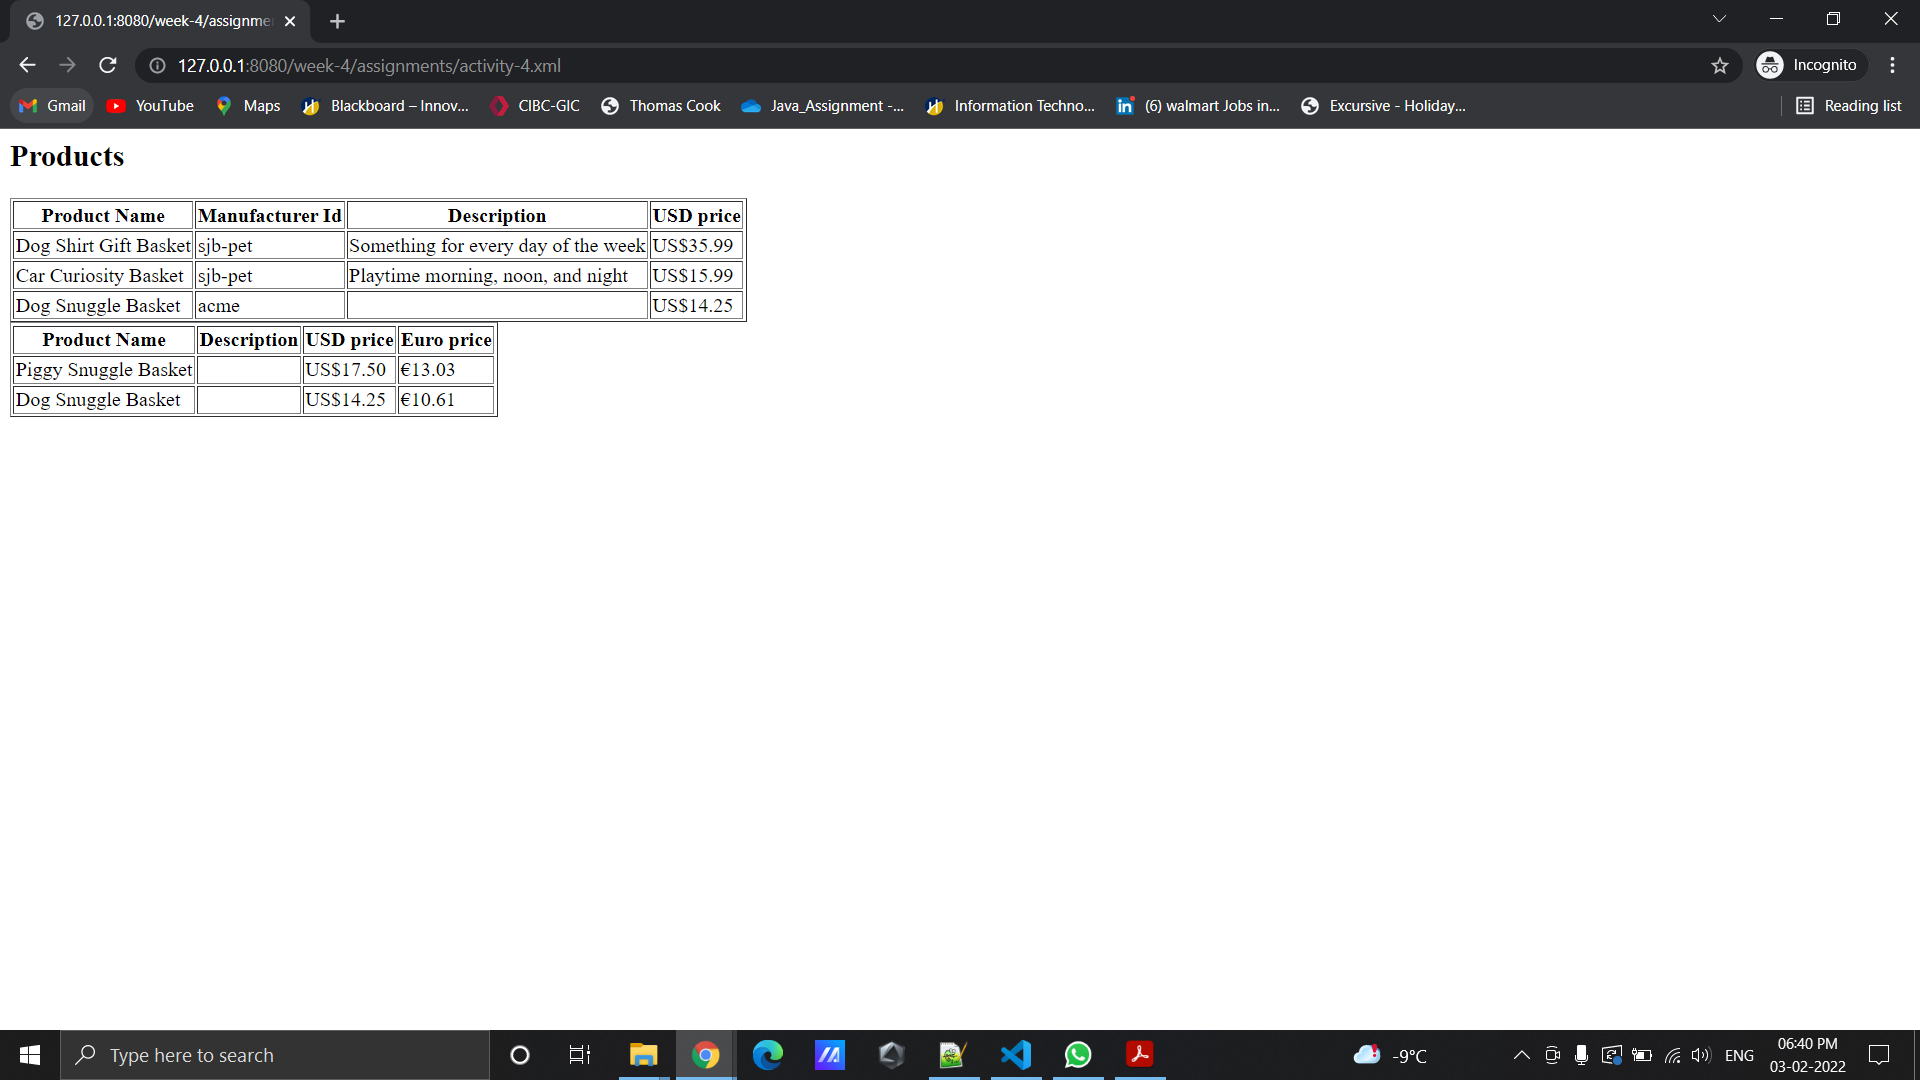 127.0.0.1:8080/week-4/assignme
127.0.0.1:8080/week-4/assignments/activity-4.xml
Incognito
Gmail YouTube Maps Blackboard – Innov... CIBC-GIC Thomas Cook Java_Assignment -... Information Techno... (6) walmart Jobs in... Excursive - Holiday... Reading list
Products
Product Name Manufacturer Id Description USD price
Dog Shirt Gift Basket sjb-pet Something for every day of the week US$35.99
Car Curiosity Basket sjb-pet Playtime morning, noon, and night US$15.99
Dog Snuggle Basket acme US$14.25
Product Name Description USD price Euro price
Piggy Snuggle Basket US$17.50 €13.03
Dog Snuggle Basket US$14.25 €10.61
Type here to search
-9°C
ENG
06:40 PM
03-02-2022